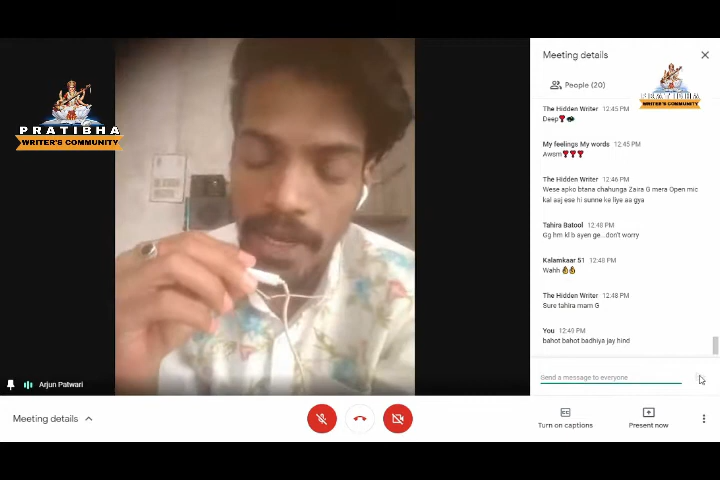 PRATIBHA
WRITER'S COMMUNITY
Meeting details
People (20)
PRATIBHA
WRITER'S COMMUNITY
The Hidden Writer 12:45 PM
Deep
My feelings My words 12:45 PM
Awsm
The Hidden Writer 12:46 PM
Wese apko btana chahunga Zaira G mera Open mic
kal aaj ese hi sunne ke liye aa gya
Tahira Batool 12:48 PM
Gg hm kl b ayen ge...don't worry
Kalamkaar 51 12:48 PM
Wahh
The Hidden Writer 12:48 PM
Sure tahira mam G
You 12:49 PM
bahot bahot badhiya jay hind
Send a message to everyone
Arjun Patwari
Meeting details
Turn on captions
Present now